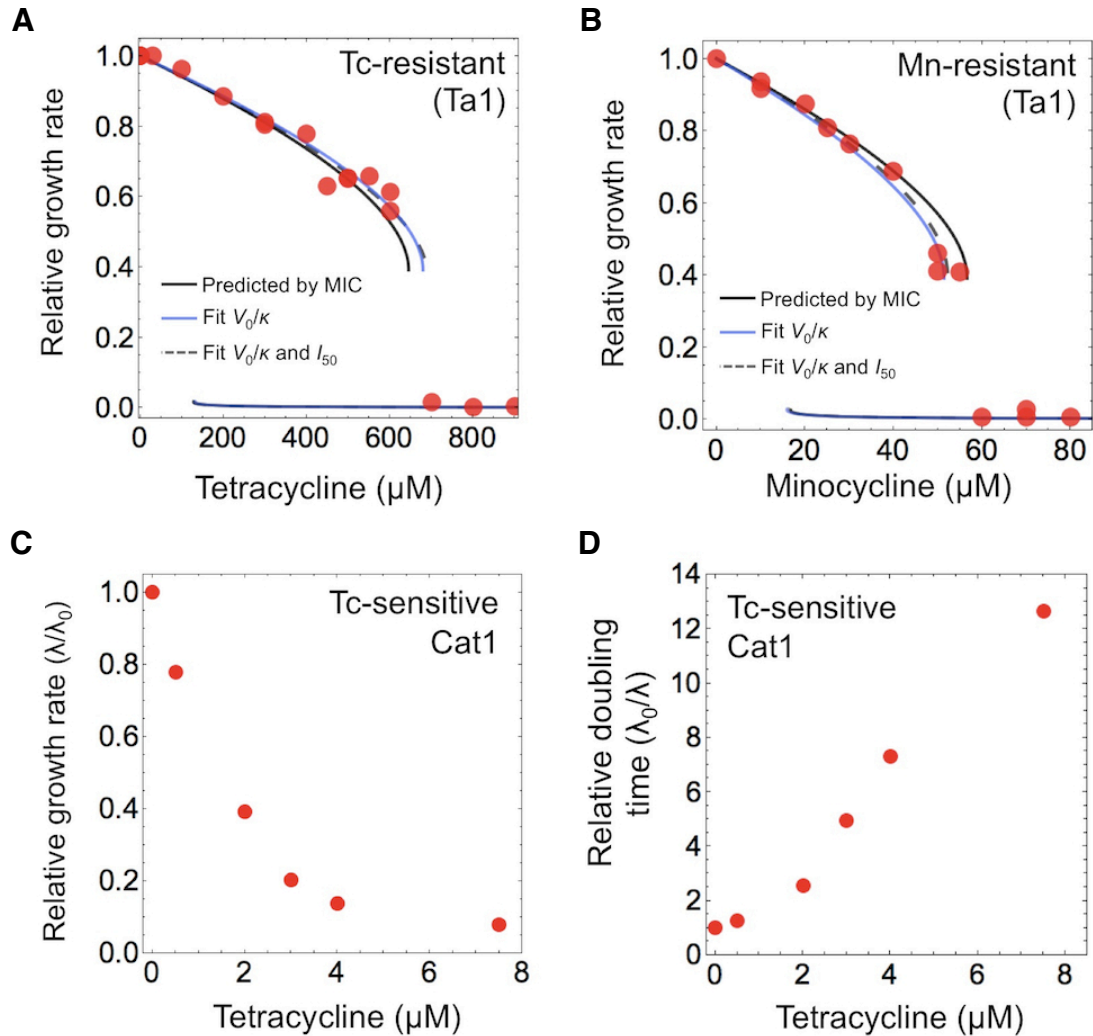 A
Tc-resistant
(Ta1)
Relative growth rate
1.0
0.8
0.6
0.4
0.2
0.0
Predicted by MIC
Fit V₀/κ
Fit V₀/κ and I₅₀
0 200 400 600 800
Tetracycline (µM)
B
Mn-resistant
(Ta1)
Relative growth rate
1.0
0.8
0.6
0.4
0.2
0.0
Predicted by MIC
Fit V₀/κ
Fit V₀/κ and I₅₀
0 20 40 60 80
Minocycline (µM)
C
Tc-sensitive
Cat1
Relative growth rate (λ/λ₀)
1.0
0.8
0.6
0.4
0.2
0.0
0 2 4 6 8
Tetracycline (µM)
D
Tc-sensitive
Cat1
Relative doubling
time (λ₀/λ)
14
12
10
8
6
4
2
0
0 2 4 6 8
Tetracycline (µM)